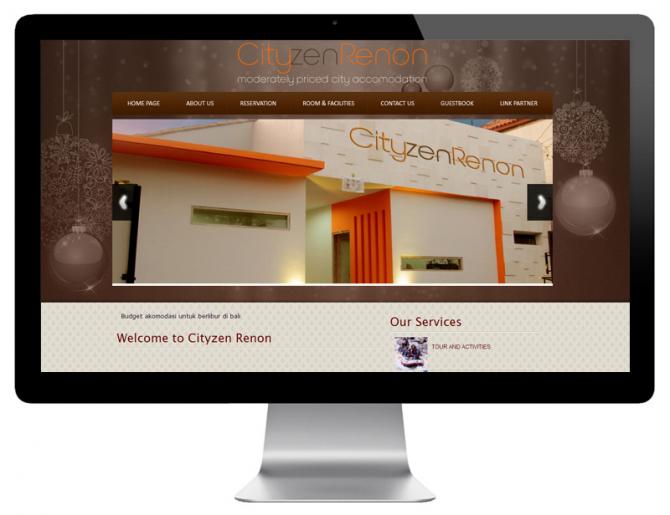 CityzenRenon
moderately priced city accomodation
HOME PAGE ABOUT US RESERVATION ROOM & FACILITIES CONTACT US GUESTBOOK LINK PARTNER
CityzenRenon
Budget akomodasi untuk berlibur di bali
Welcome to Cityzen Renon
Our Services
TOUR AND ACTIVITIES